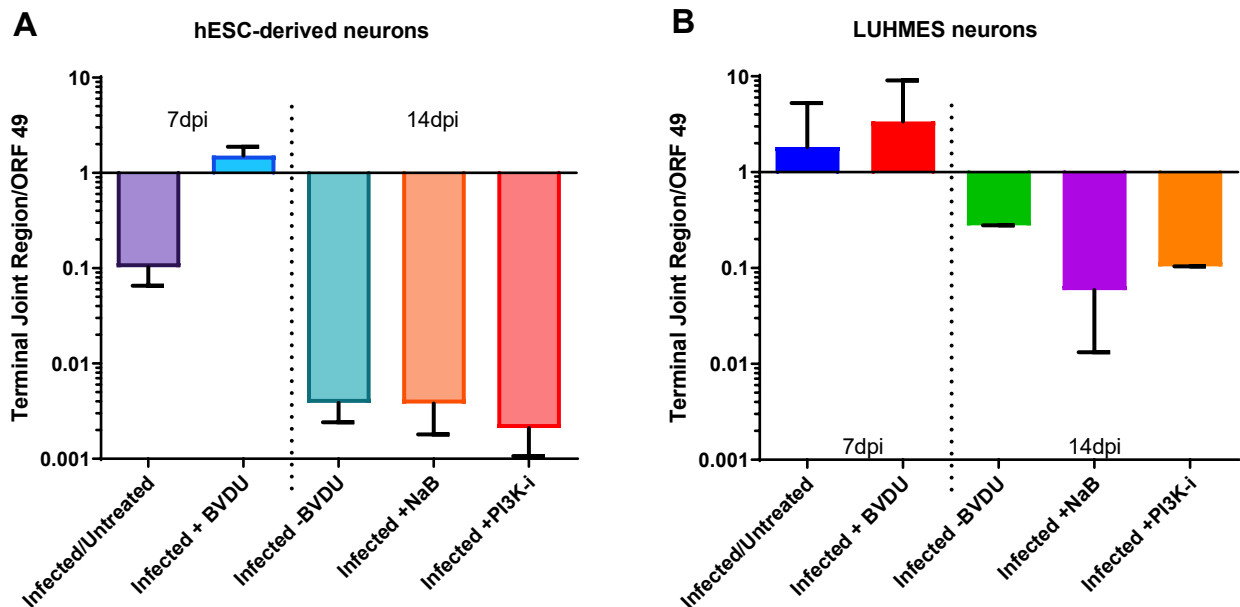 A
hESC-derived neurons
Terminal Joint Region/ORF 49
10
1
0.1
0.01
0.001
7dpi
14dpi
Infected/Untreated
Infected + BVDU
Infected -BVDU
Infected +NaB
Infected +PI3K-i
B
LUHMES neurons
Terminal Joint Region/ORF 49
10
1
0.1
0.01
0.001
7dpi
14dpi
Infected/Untreated
Infected + BVDU
Infected -BVDU
Infected +NaB
Infected +PI3K-i